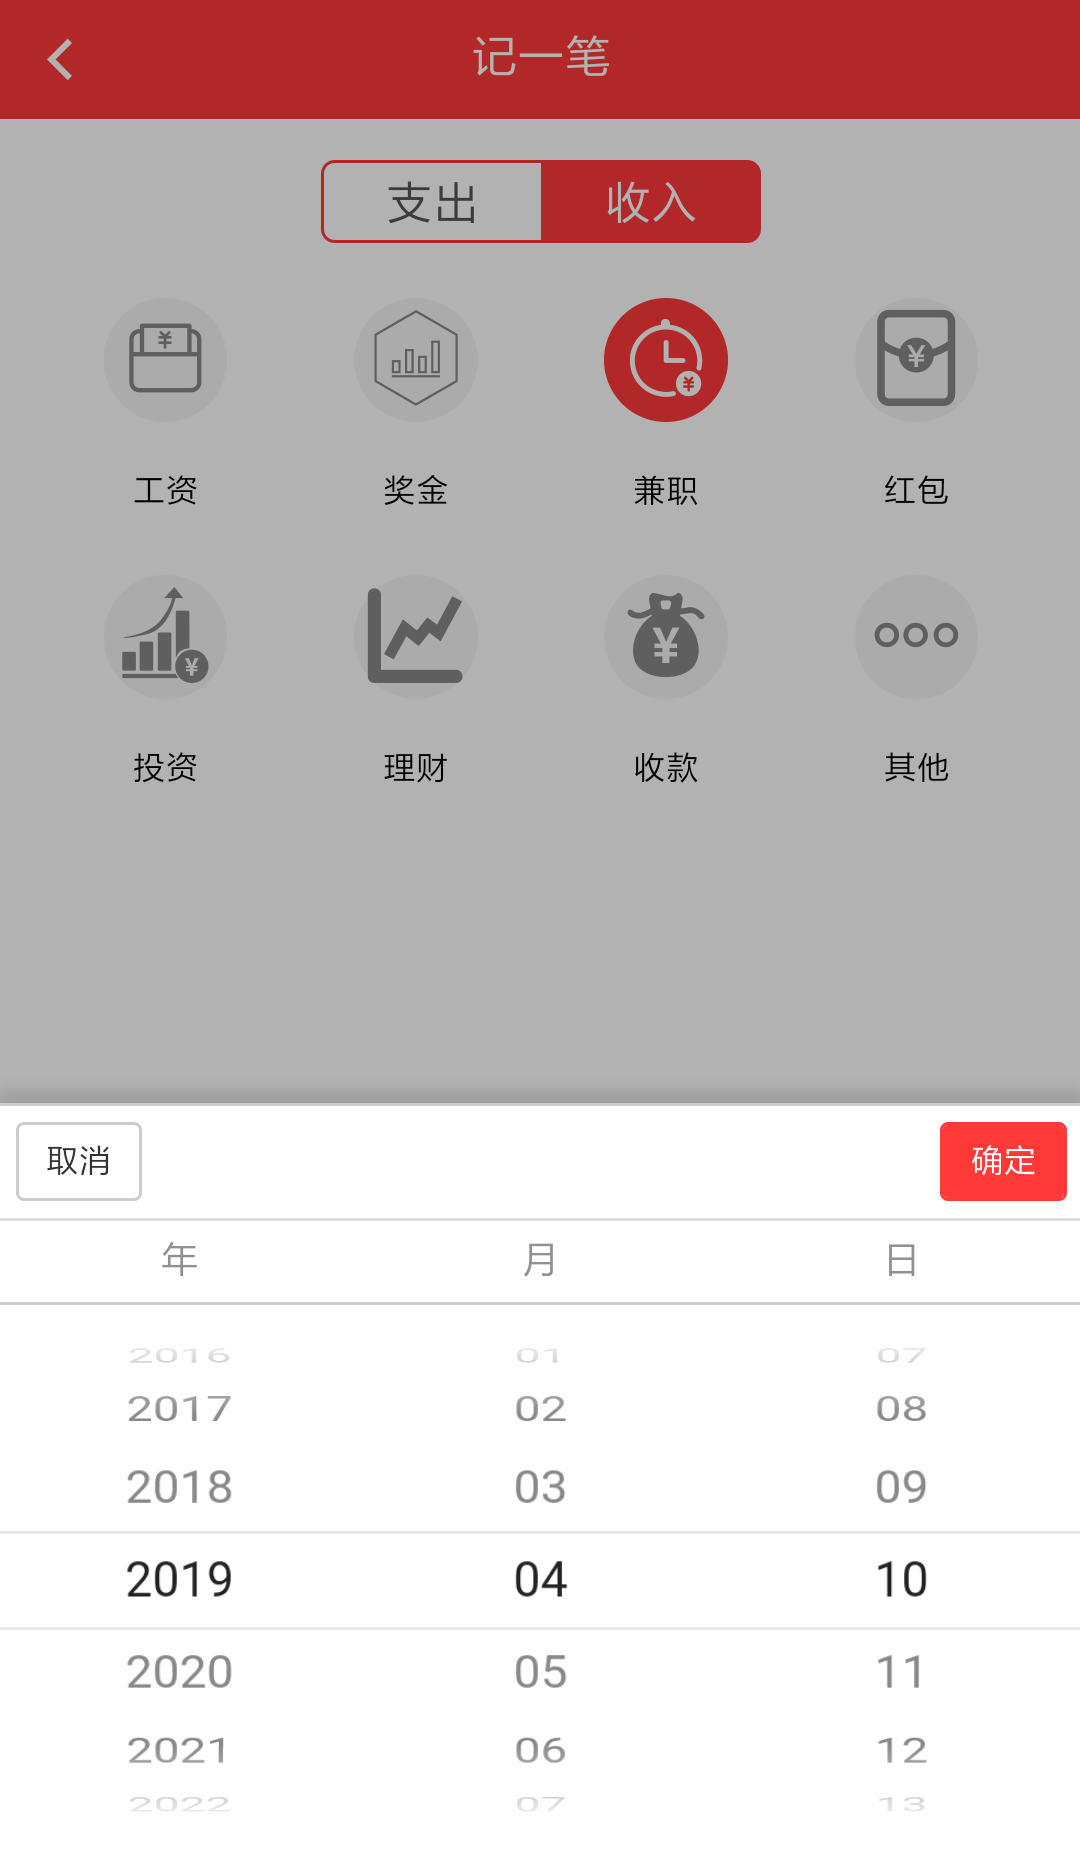 记一笔
支出 收入
工资 奖金 兼职 红包
投资 理财 收款 其他
取消 确定
年 月 日
2016 01 07
2017 02 08
2018 03 09
2019 04 10
2020 05 11
2021 06 12
2022 07 13